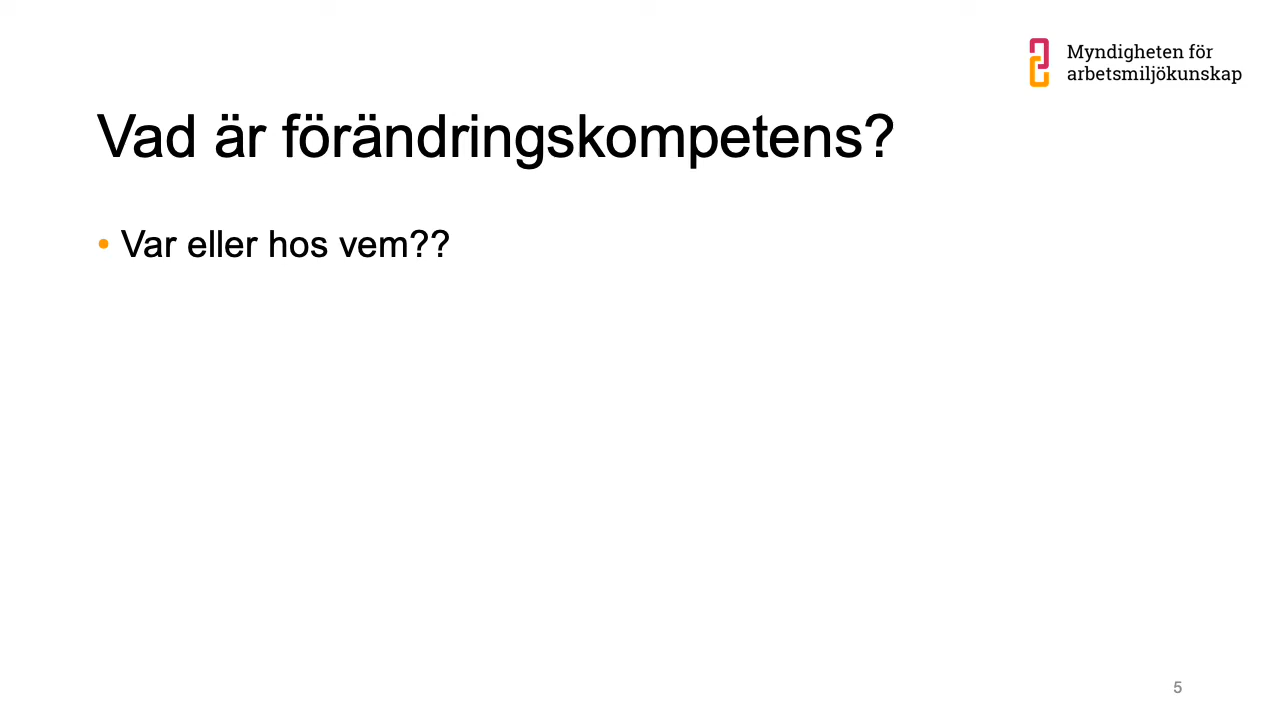 Myndigheten för
arbetsmiljökunskap
Vad är förändringskompetens?
• Var eller hos vem??
5